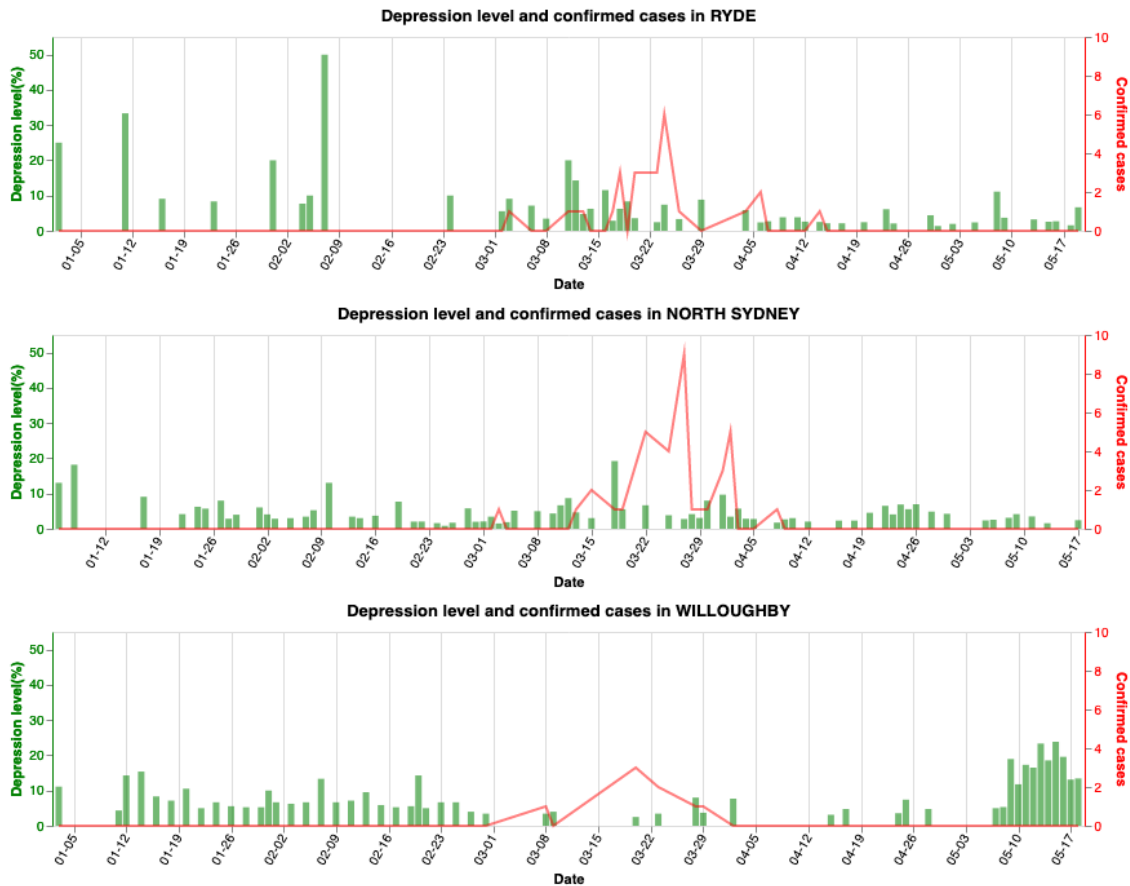 Depression level and confirmed cases in RYDE
Depression level(%)
50
40
30
20
10
0
10
8
6
4
2
0
Confirmed cases
01-05 01-12 01-19 01-26 02-02 02-09 02-16 02-23 03-01 03-08 03-15 03-22 03-29 04-05 04-12 04-19 04-26 05-03 05-10 05-17
Date
Depression level and confirmed cases in NORTH SYDNEY
Depression level(%)
50
40
30
20
10
0
10
8
6
4
2
0
Confirmed cases
01-12 01-19 01-26 02-02 02-09 02-16 02-23 03-01 03-08 03-15 03-22 03-29 04-05 04-12 04-19 04-26 05-03 05-10 05-17
Date
Depression level and confirmed cases in WILLOUGHBY
Depression level(%)
50
40
30
20
10
0
10
8
6
4
2
0
Confirmed cases
01-05 01-12 01-19 01-26 02-02 02-09 02-16 02-23 03-01 03-08 03-15 03-22 03-29 04-05 04-12 04-19 04-26 05-03 05-10 05-17
Date